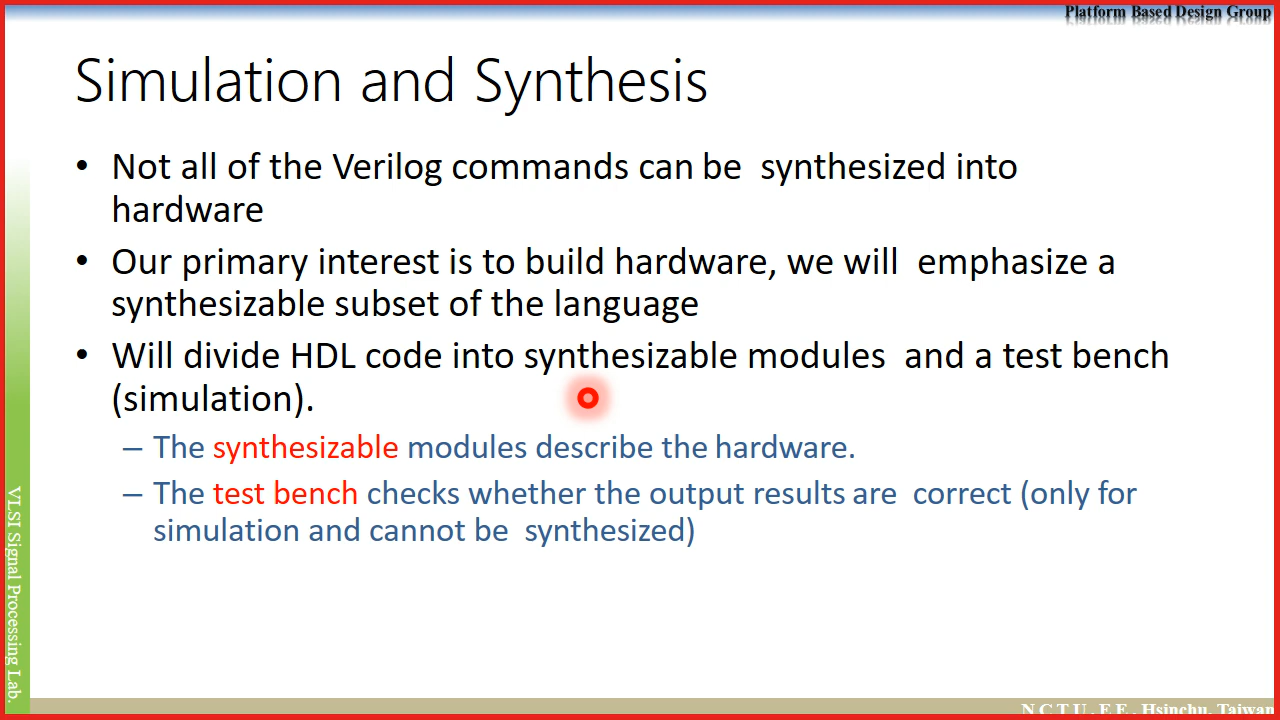 Platform Based Design Group
Simulation and Synthesis
• Not all of the Verilog commands can be synthesized into
hardware
• Our primary interest is to build hardware, we will emphasize a
synthesizable subset of the language
• Will divide HDL code into synthesizable modules and a test bench
(simulation).
– The synthesizable modules describe the hardware.
– The test bench checks whether the output results are correct (only for
simulation and cannot be synthesized)
VLSI Signal Processing Lab.
NCTU. EE. Hsinchu. Taiwan